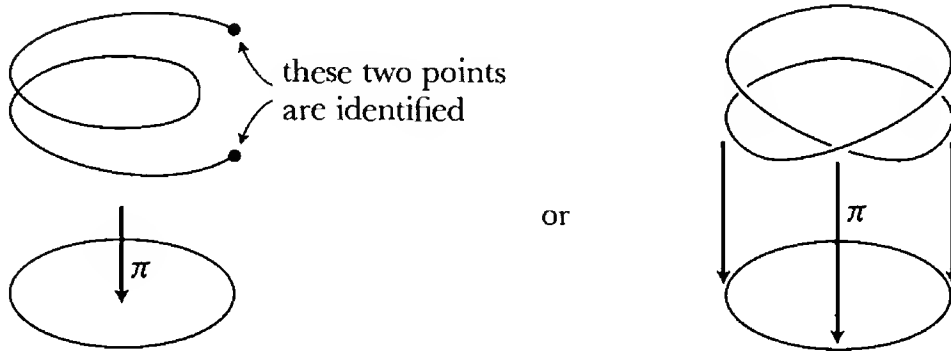 these two points
are identified
π
or
π